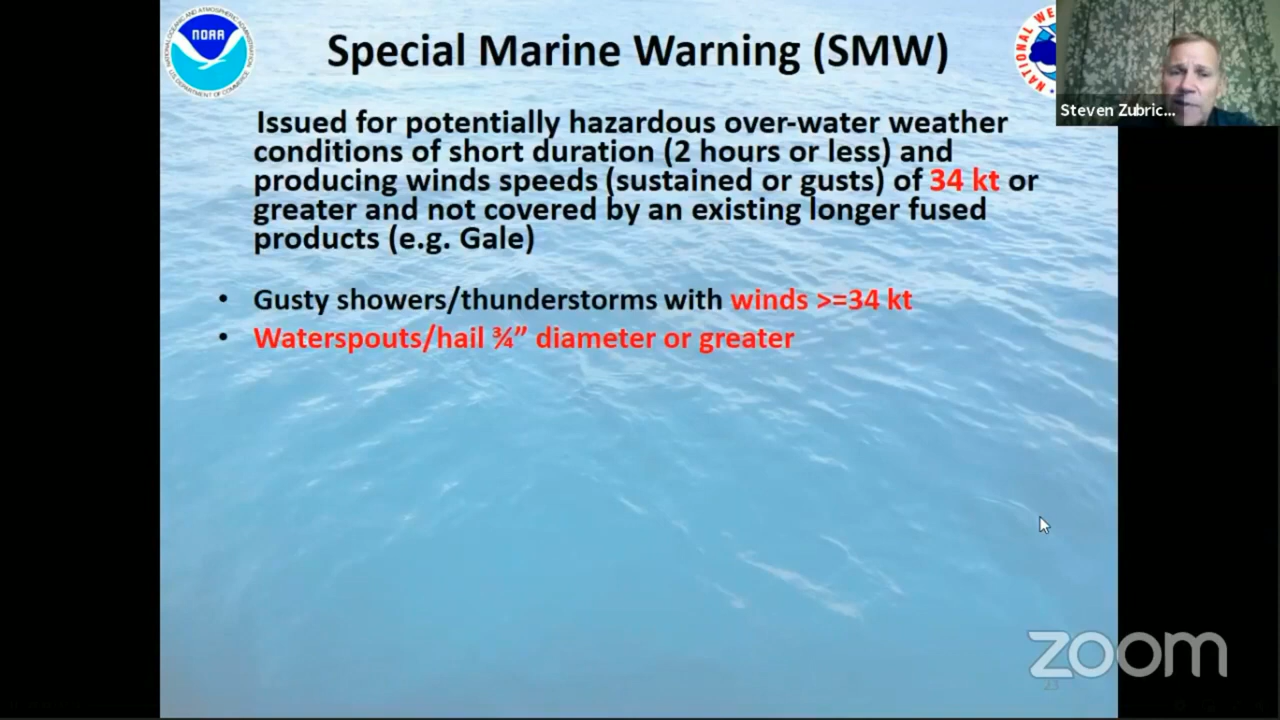 NOAA
Special Marine Warning (SMW)
NATIONAL WE
Steven Zubric...
Issued for potentially hazardous over-water weather
conditions of short duration (2 hours or less) and
producing winds speeds (sustained or gusts) of 34 kt or
greater and not covered by an existing longer fused
products (e.g. Gale)
• Gusty showers/thunderstorms with winds >=34 kt
• Waterspouts/hail ¾” diameter or greater
zoom
23